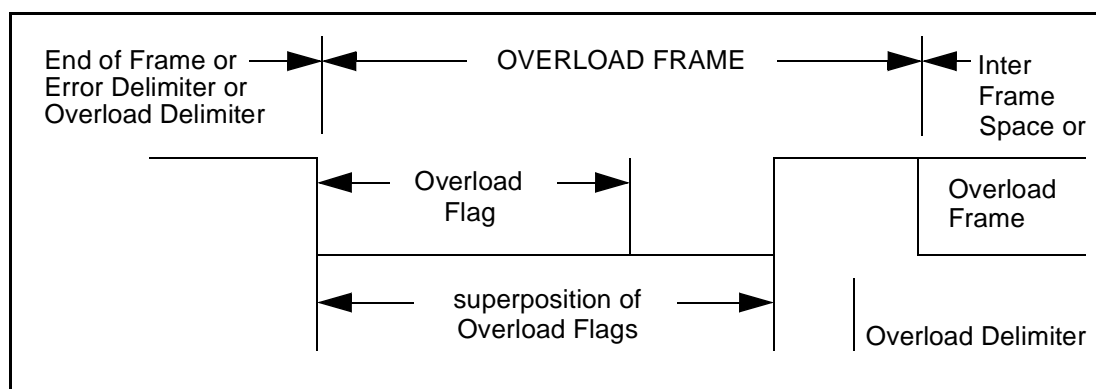 End of Frame or
Error Delimiter or
Overload Delimiter
OVERLOAD FRAME
Inter
Frame
Space or
Overload
Flag
Overload
Frame
superposition of
Overload Flags
Overload Delimiter